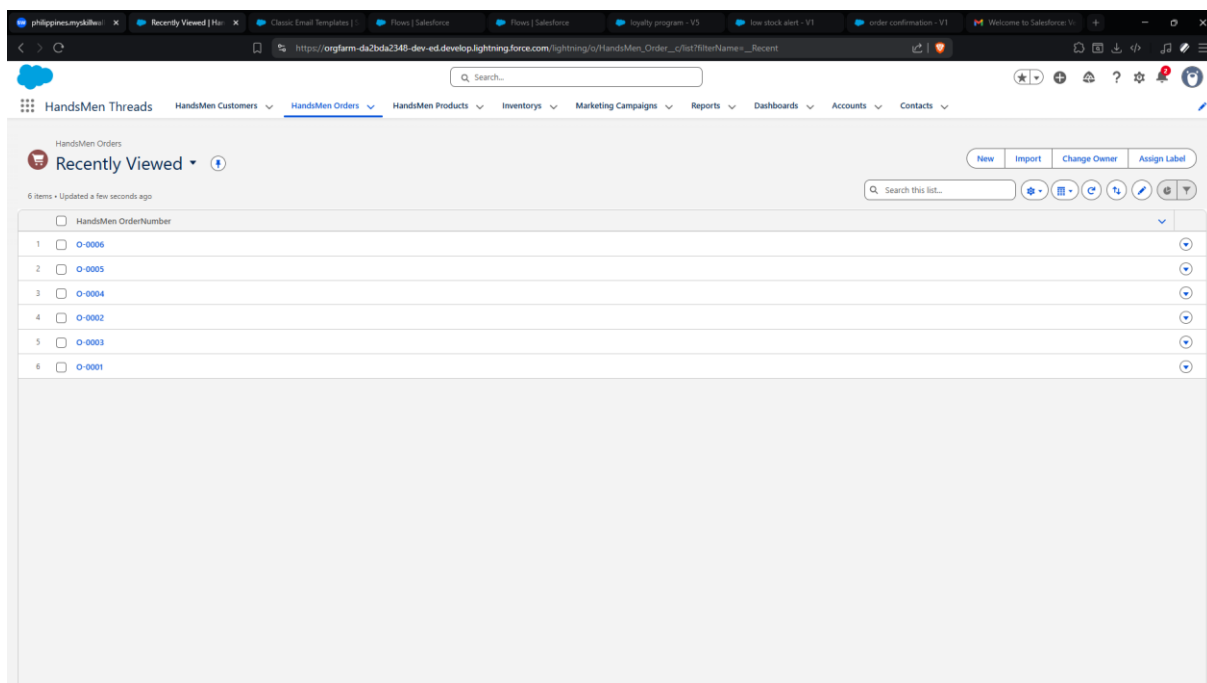 philippines.myskillwall
Recently Viewed | Han
Classic Email Templates | S
Flows | Salesforce
Flows | Salesforce
loyalty program - V5
low stock alert - V1
order confirmation - V1
Welcome to Salesforce: Ve
https://orgfarm-da2bda2348-dev-ed.develop.lightning.force.com/lightning/o/HandsMen_Order__c/list?filterName=__Recent
Search...
HandsMen Threads
HandsMen Customers
HandsMen Orders
HandsMen Products
Inventorys
Marketing Campaigns
Reports
Dashboards
Accounts
Contacts
HandsMen Orders
Recently Viewed
New
Import
Change Owner
Assign Label
6 items • Updated a few seconds ago
Search this list...
HandsMen OrderNumber
1 O-0006
2 O-0005
3 O-0004
4 O-0002
5 O-0003
6 O-0001